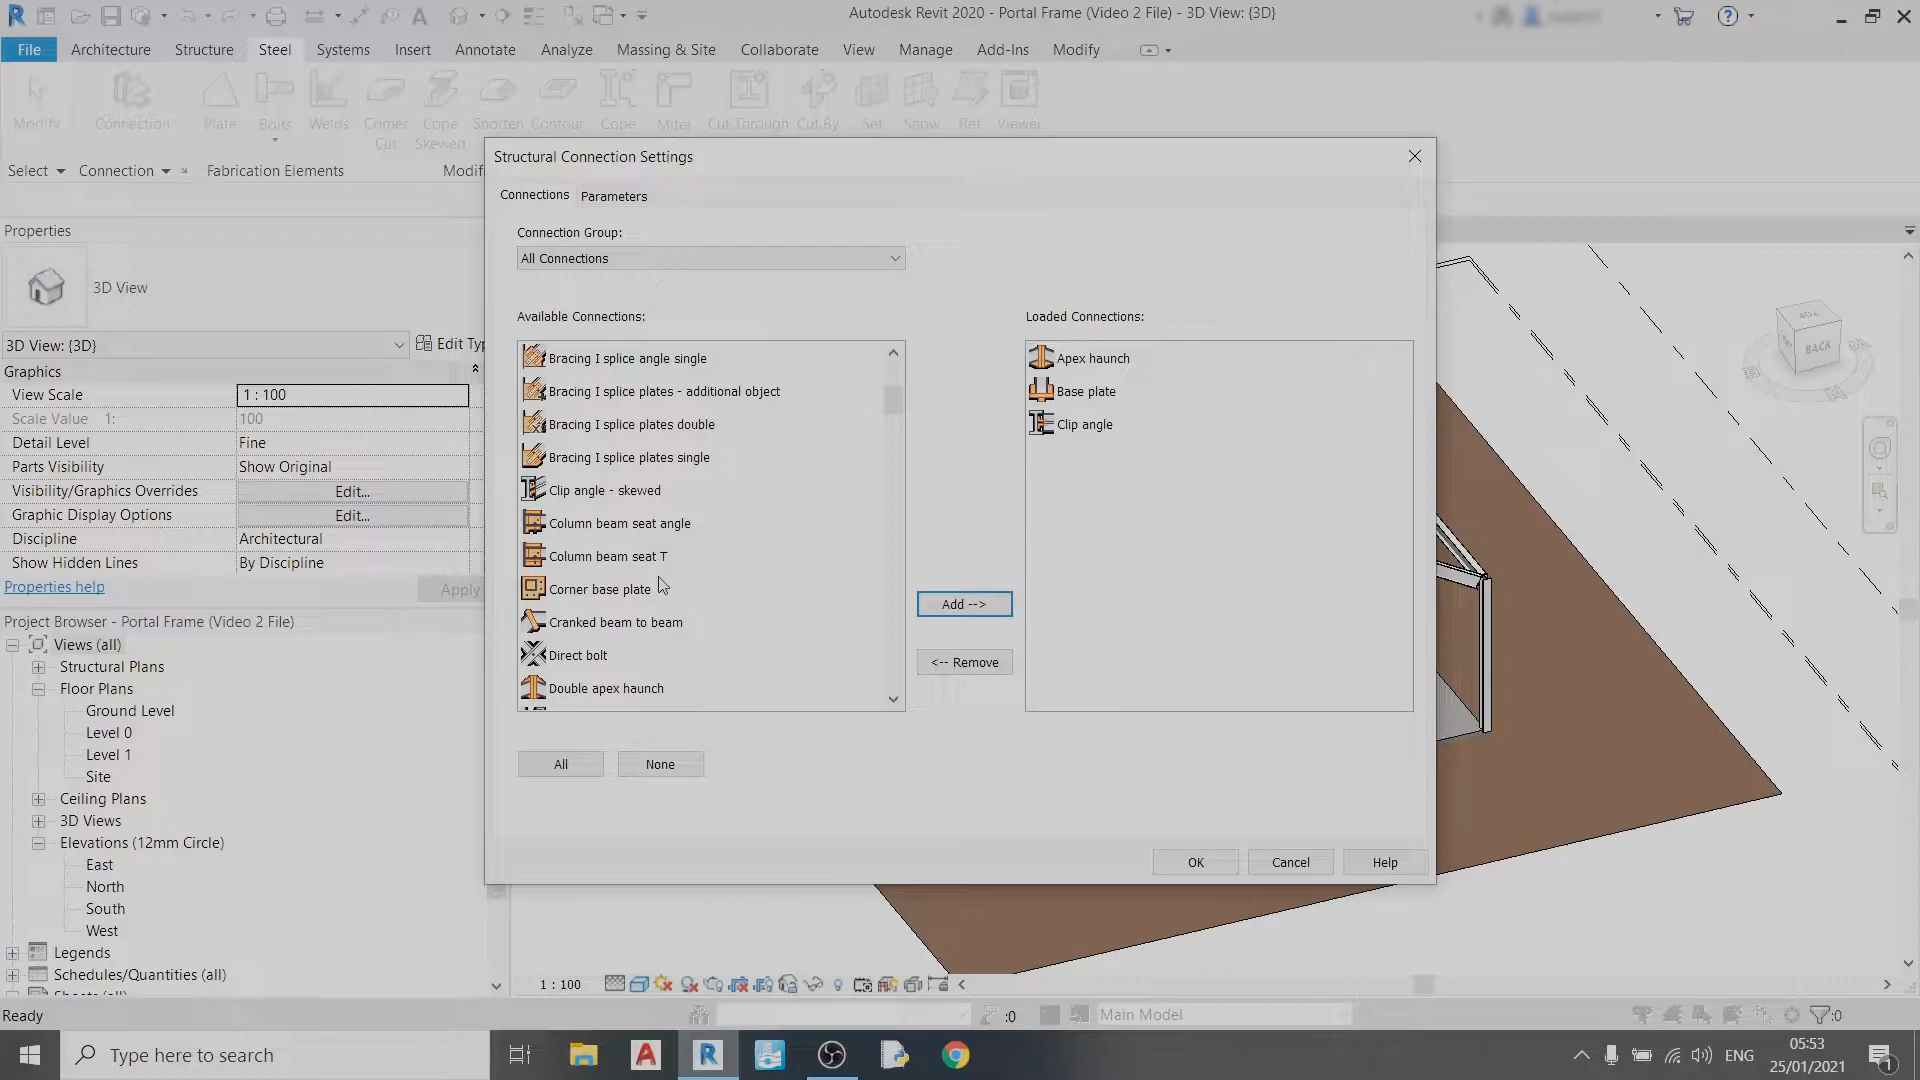 Autodesk Revit 2020 - Portal Frame (Video 2 File) - 3D View: {3D}
File Architecture Structure Steel Systems Insert Annotate Analyze Massing & Site Collaborate View Manage Add-Ins Modify
Modify Connection Plate Bolts Welds Corner Cut Cope Skewed Shorten Contour Cope Miter Cut Through Cut By Set Show Ref Viewer
Select Connection Fabrication Elements Modif
Structural Connection Settings
Connections Parameters
Connection Group:
All Connections
Available Connections:
Bracing I splice angle single
Bracing I splice plates - additional object
Bracing I splice plates double
Bracing I splice plates single
Clip angle - skewed
Column beam seat angle
Column beam seat T
Corner base plate
Cranked beam to beam
Direct bolt
Double apex haunch
Add -->
<-- Remove
Loaded Connections:
Apex haunch
Base plate
Clip angle
All None
OK Cancel Help
Properties
3D View
3D View: {3D} Edit Typ
Graphics
View Scale 1 : 100
Scale Value 1: 100
Detail Level Fine
Parts Visibility Show Original
Visibility/Graphics Overrides Edit...
Graphic Display Options Edit...
Discipline Architectural
Show Hidden Lines By Discipline
Properties help Apply
Project Browser - Portal Frame (Video 2 File)
Views (all)
Structural Plans
Floor Plans
Ground Level
Level 0
Level 1
Site
Ceiling Plans
3D Views
Elevations (12mm Circle)
East
North
South
West
Legends
Schedules/Quantities (all)
BACK
1 : 100
Ready :0 Main Model :0
Type here to search
ENG
05:53
25/01/2021
1